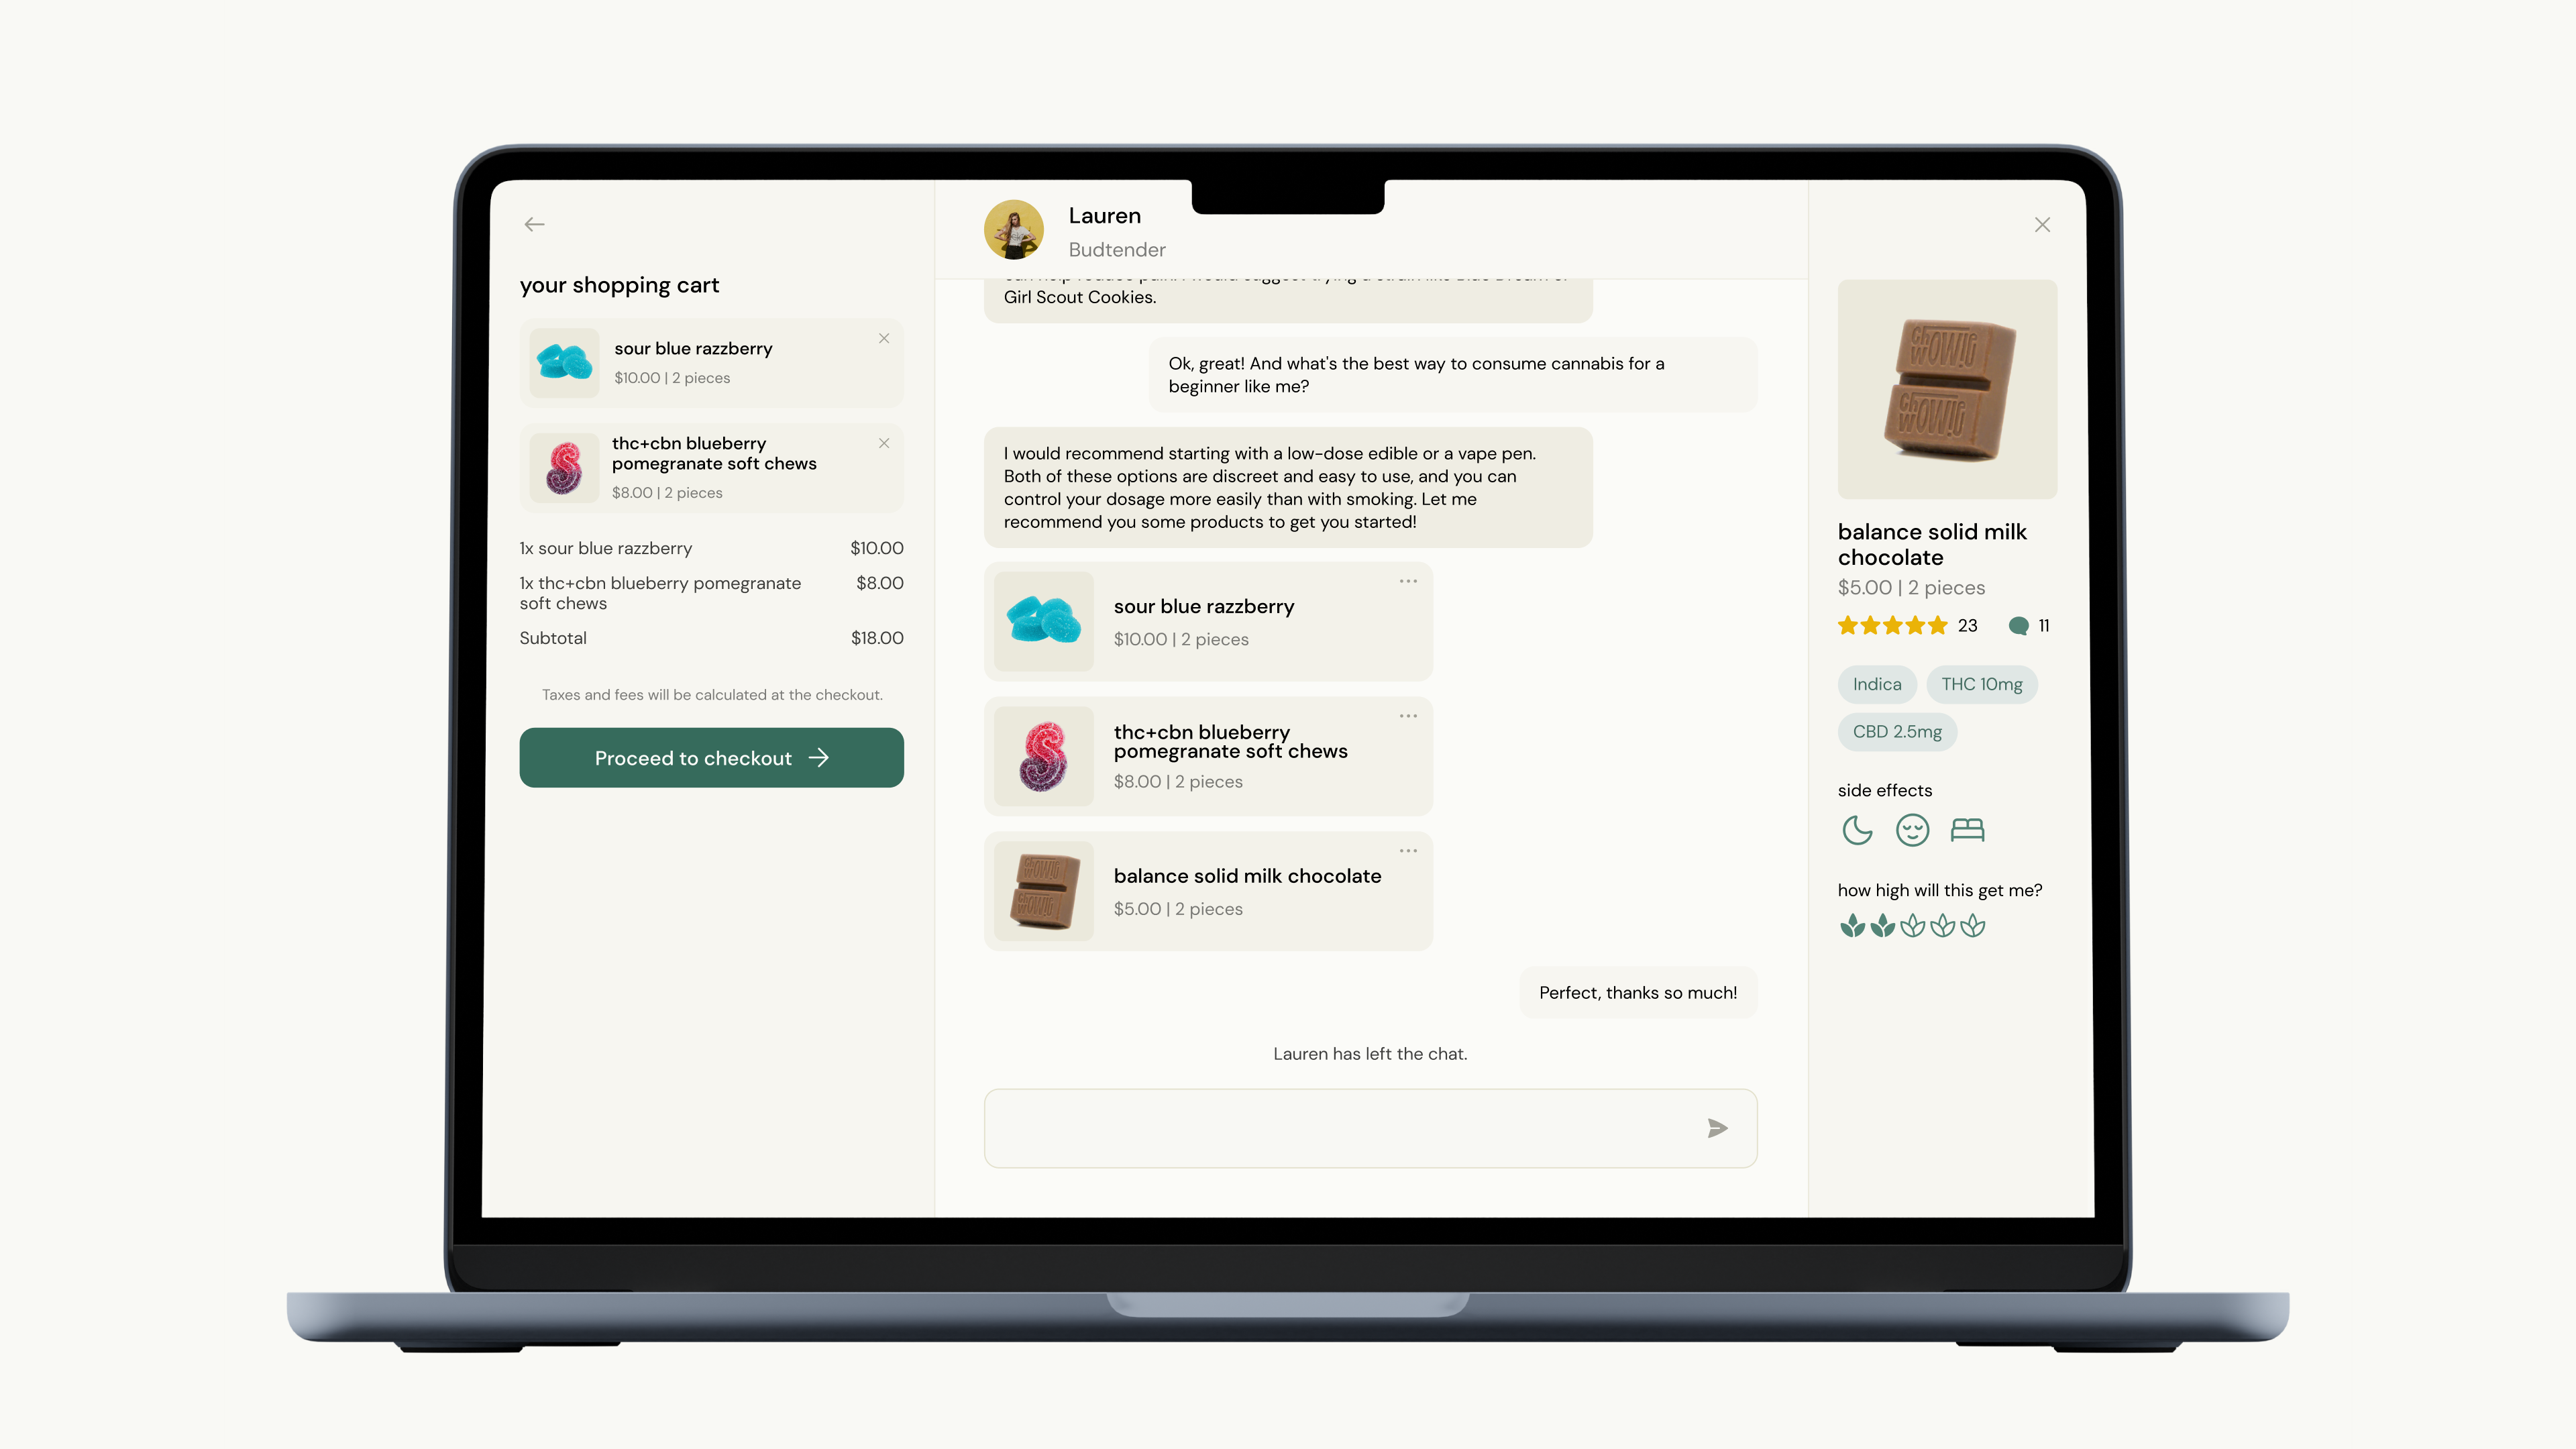 your shopping cart
sour blue razzberry
$10.00 | 2 pieces
thc+cbn blueberry
pomegranate soft chews
$8.00 | 2 pieces
1x sour blue razzberry $10.00
1x thc+cbn blueberry pomegranate $8.00
soft chews
Subtotal $18.00
Taxes and fees will be calculated at the checkout.
Proceed to checkout
Lauren
Budtender
Girl Scout Cookies.
Ok, great! And what's the best way to consume cannabis for a
beginner like me?
I would recommend starting with a low-dose edible or a vape pen.
Both of these options are discreet and easy to use, and you can
control your dosage more easily than with smoking. Let me
recommend you some products to get you started!
sour blue razzberry
$10.00 | 2 pieces
thc+cbn blueberry
pomegranate soft chews
$8.00 | 2 pieces
balance solid milk chocolate
$5.00 | 2 pieces
Perfect, thanks so much!
Lauren has left the chat.
balance solid milk
chocolate
$5.00 | 2 pieces
23 11
Indica THC 10mg
CBD 2.5mg
side effects
how high will this get me?